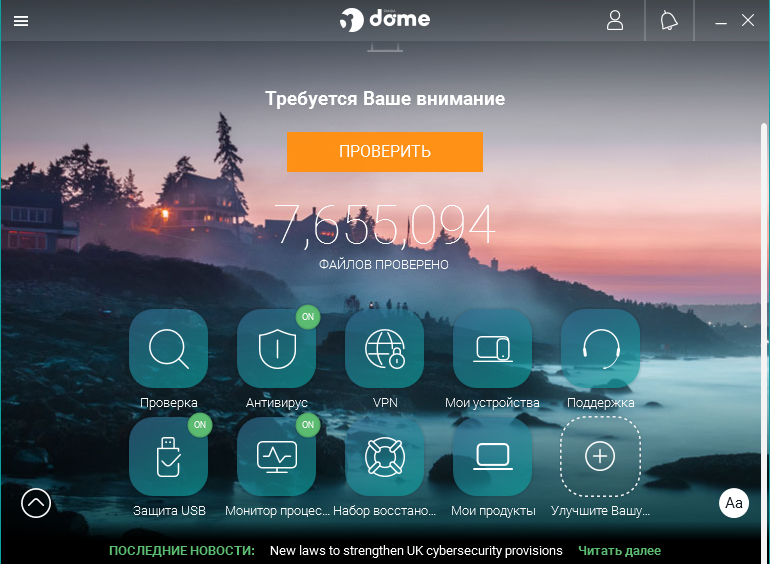 dome
Требуется Ваше внимание
ПРОВЕРИТЬ
7,655,094
ФАЙЛОВ ПРОВЕРЕНО
ON
Проверка Антивирус VPN Мои устройства Поддержка
ON ON
Защита USB Монитор процес... Набор восстано... Мои продукты Улучшите Вашу...
Aa
ПОСЛЕДНИЕ НОВОСТИ: New laws to strengthen UK cybersecurity provisions Читать далее